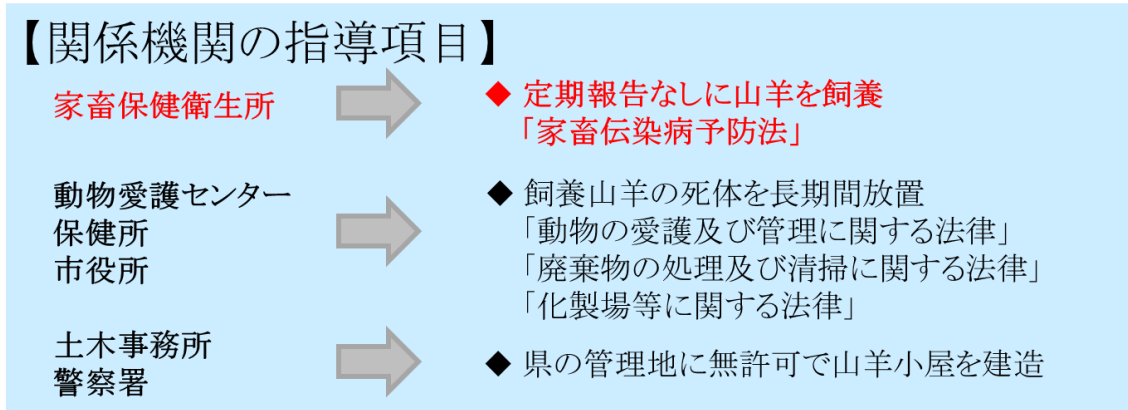 【関係機関の指導項目】
家畜保健衛生所
◆ 定期報告なしに山羊を飼養
「家畜伝染病予防法」
動物愛護センター
保健所
市役所
◆ 飼養山羊の死体を長期間放置
「動物の愛護及び管理に関する法律」
「廃棄物の処理及び清掃に関する法律」
「化製場等に関する法律」
土木事務所
警察署
◆ 県の管理地に無許可で山羊小屋を建造